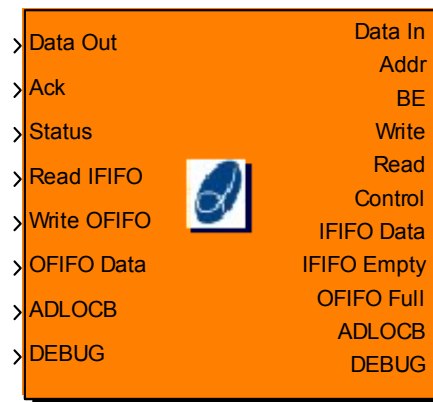 Data Out
Ack
Status
Read IFIFO
Write OFIFO
OFIFO Data
ADLOCB
DEBUG
Data In
Addr
BE
Write
Read
Control
IFIFO Data
IFIFO Empty
OFIFO Full
ADLOCB
DEBUG